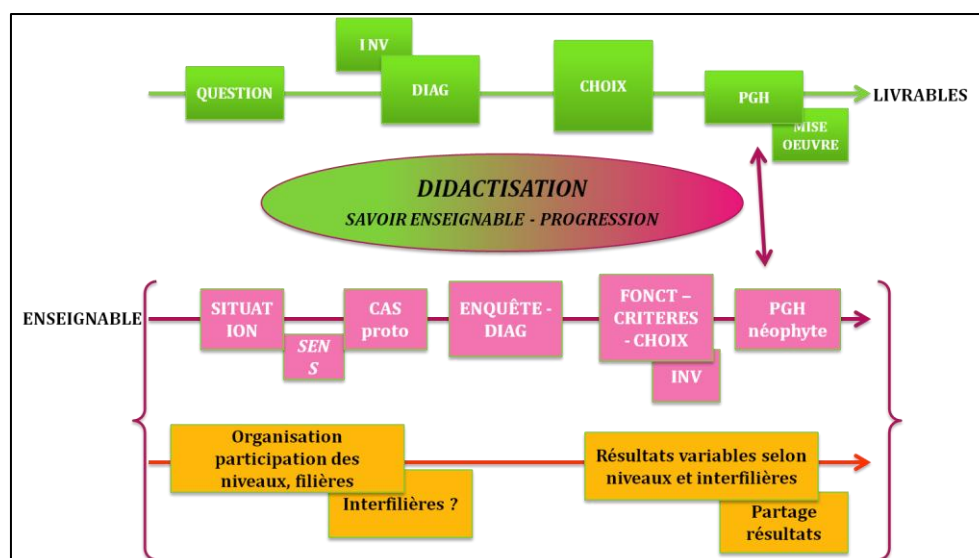 I NV
QUESTION
DIAG
CHOIX
PGH
LIVRABLES
MISE
OEUVRE
DIDACTISATION
SAVOIR ENSEIGNABLE - PROGRESSION
ENSEIGNABLE
SITUAT
ION
SEN
S
CAS
proto
ENQUÊTE -
DIAG
FONCT –
CRITERES
- CHOIX
INV
PGH
néophyte
Organisation
participation des
niveaux, filières
Interfilières ?
Résultats variables selon
niveaux et interfilières
Partage
résultats